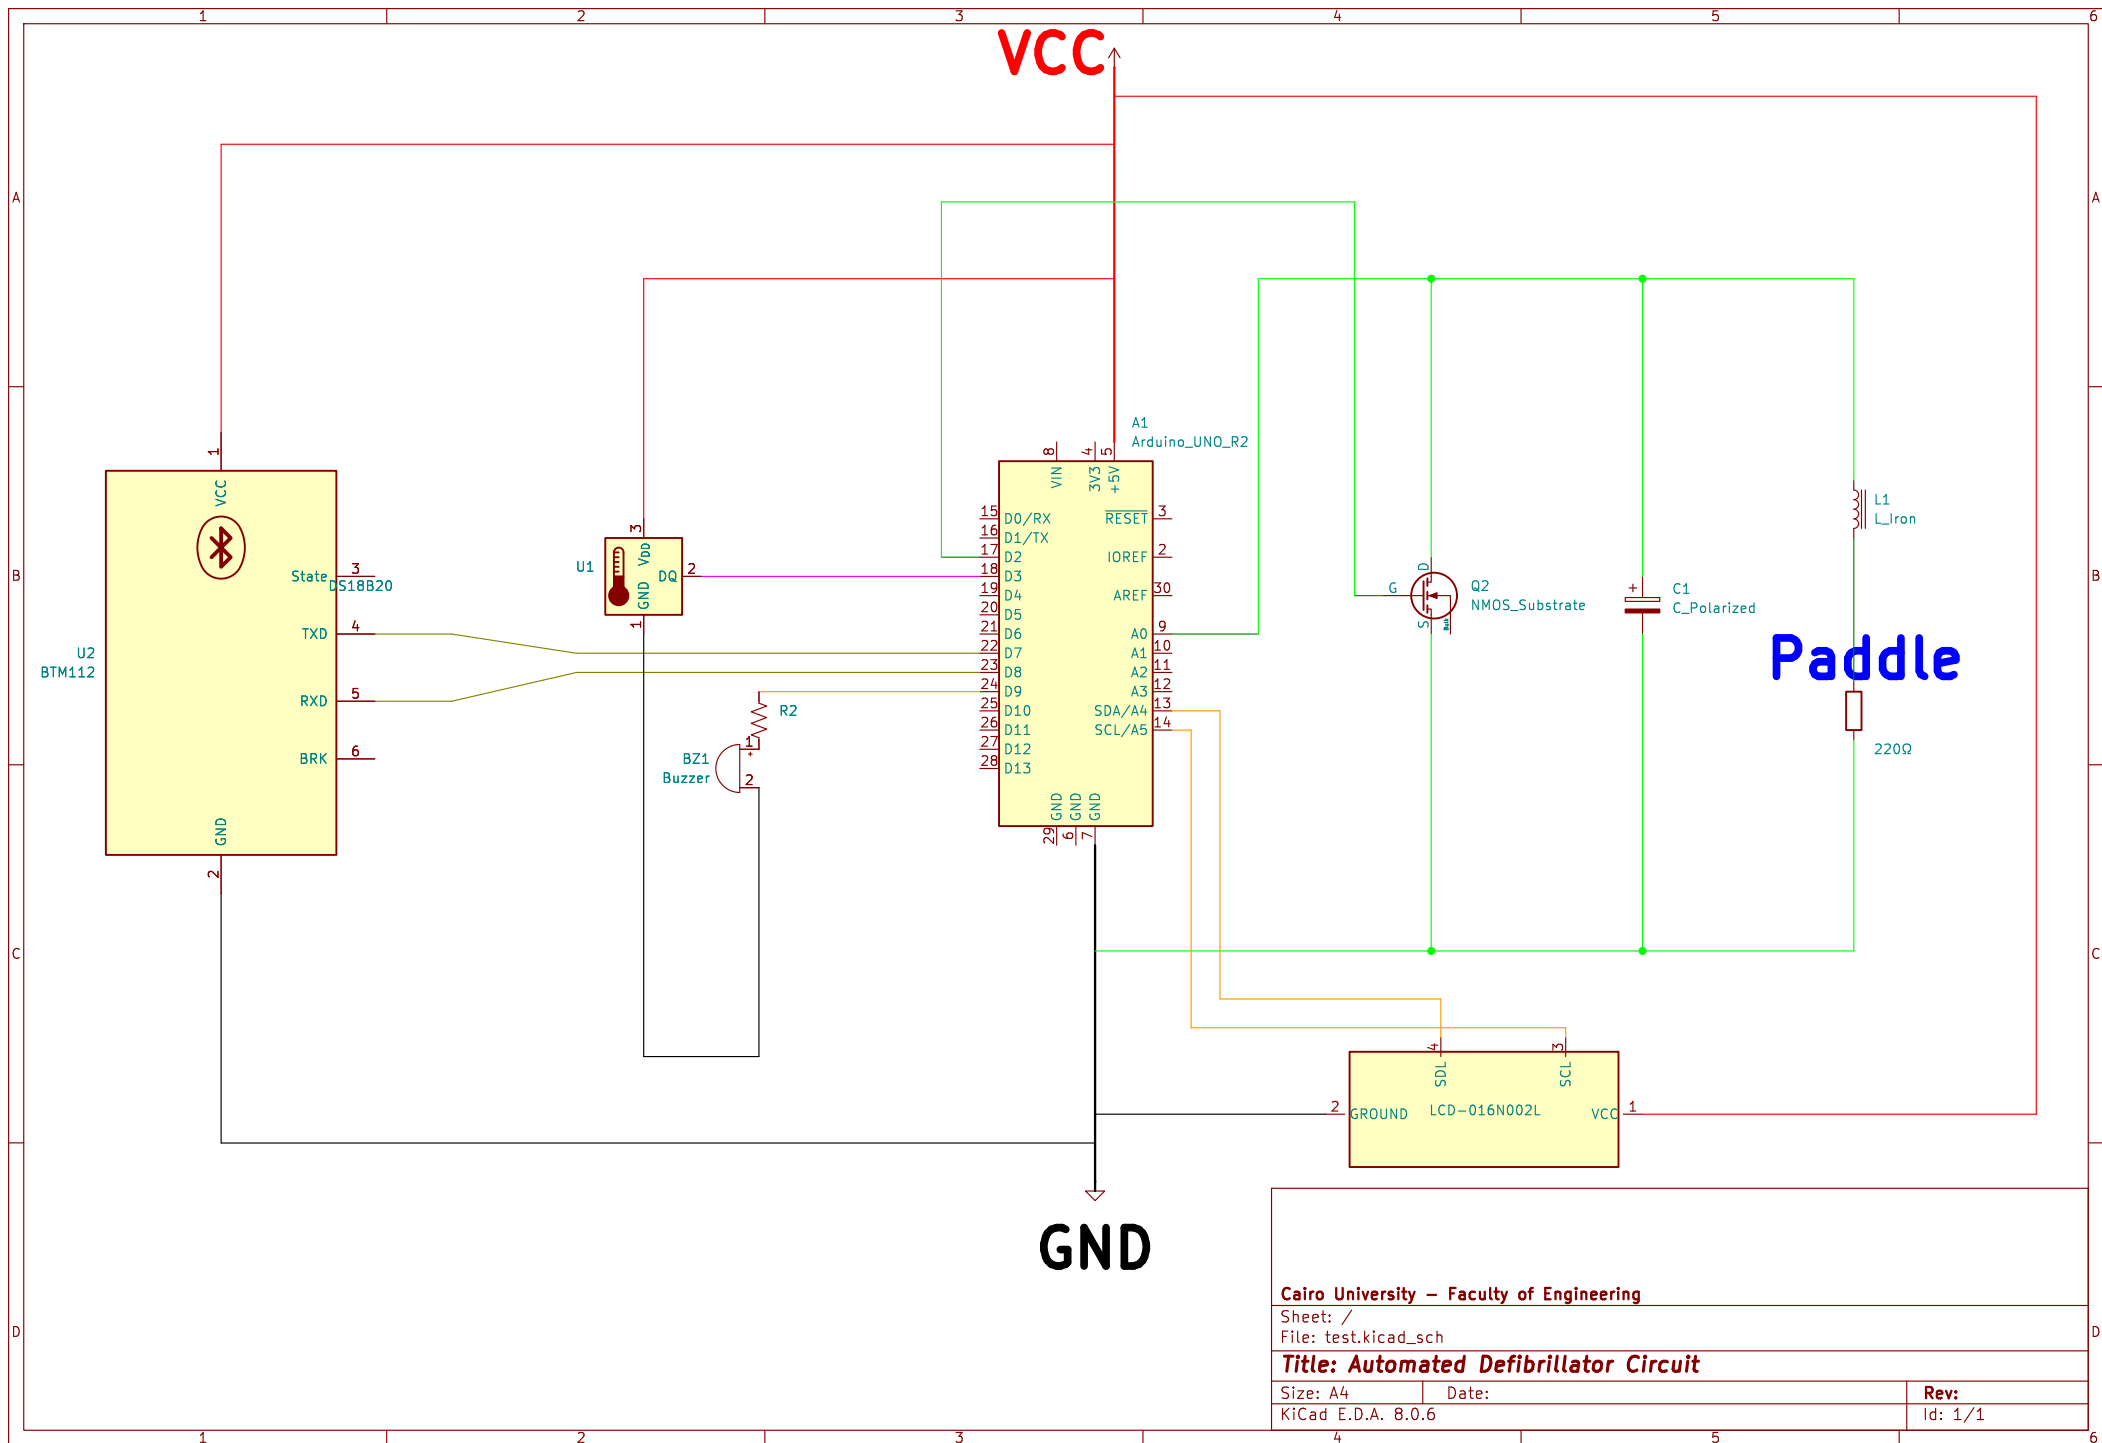 1 2 3 4 5 6
VCC
A A
A1
Arduino_UNO_R2
8 4 5
VIN 3V3 +5V
1
VCC
L1
L_Iron
15 D0/RX RESET 3
16 D1/TX
17 D2 IOREF 2
18 D3
19 D4 AREF 30
20 D5
21 D6 A0 9
22 D7 A1 10
23 D8 A2 11
24 D9 A3 12
25 D10 SDA/A4 13
26 D11 SCL/A5 14
27 D12
28 D13
GND GND GND
29 6 7
3
VDD
U1
DQ 2
GND
1
B B
State 3
DS18B20
TXD 4
U2
BTM112
RXD 5
BRK 6
GND
2
D
G
S
Bulk
Q2
NMOS_Substrate
+
C1
C_Polarized
Paddle
220Ω
R2
1
+
BZ1
Buzzer
2
C C
4 3
SDL SCL
LCD-016N002L
2 GROUND VCC 1
GND
Cairo University – Faculty of Engineering
Sheet: /
File: test.kicad_sch
D D
Title: Automated Defibrillator Circuit
Size: A4 Date: Rev:
KiCad E.D.A. 8.0.6 Id: 1/1
1 2 3 4 5 6